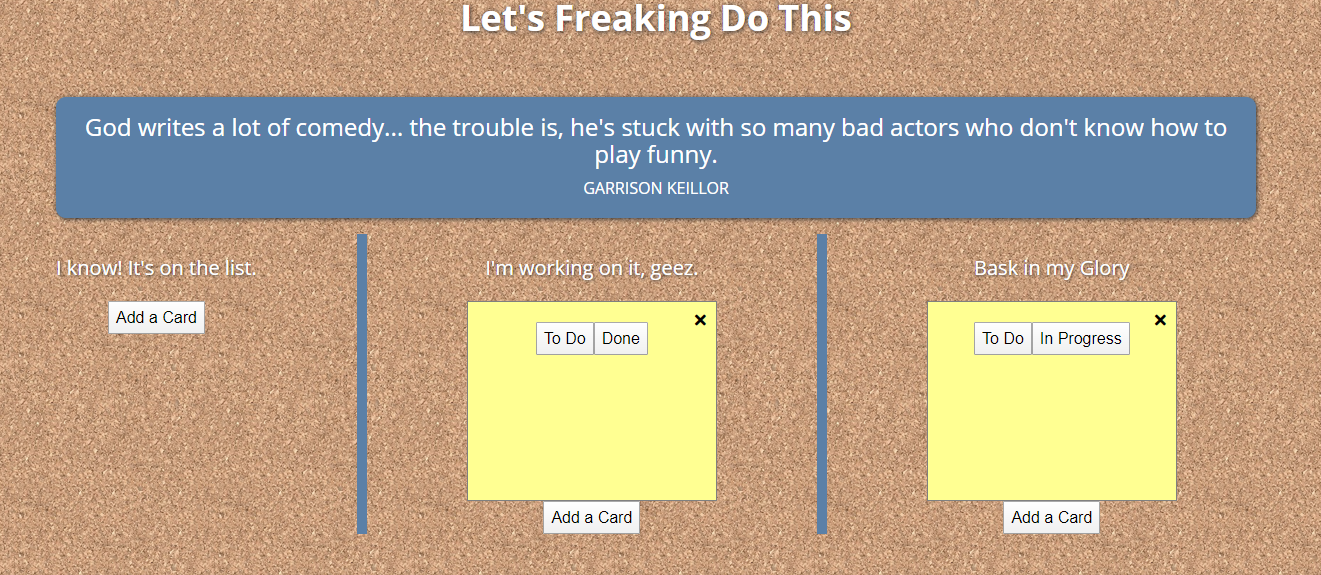 Let's Freaking Do This
God writes a lot of comedy... the trouble is, he's stuck with so many bad actors who don't know how to
play funny.
GARRISON KEILLOR
I know! It's on the list.
Add a Card
I'm working on it, geez.
To Do Done
Add a Card
Bask in my Glory
To Do In Progress
Add a Card